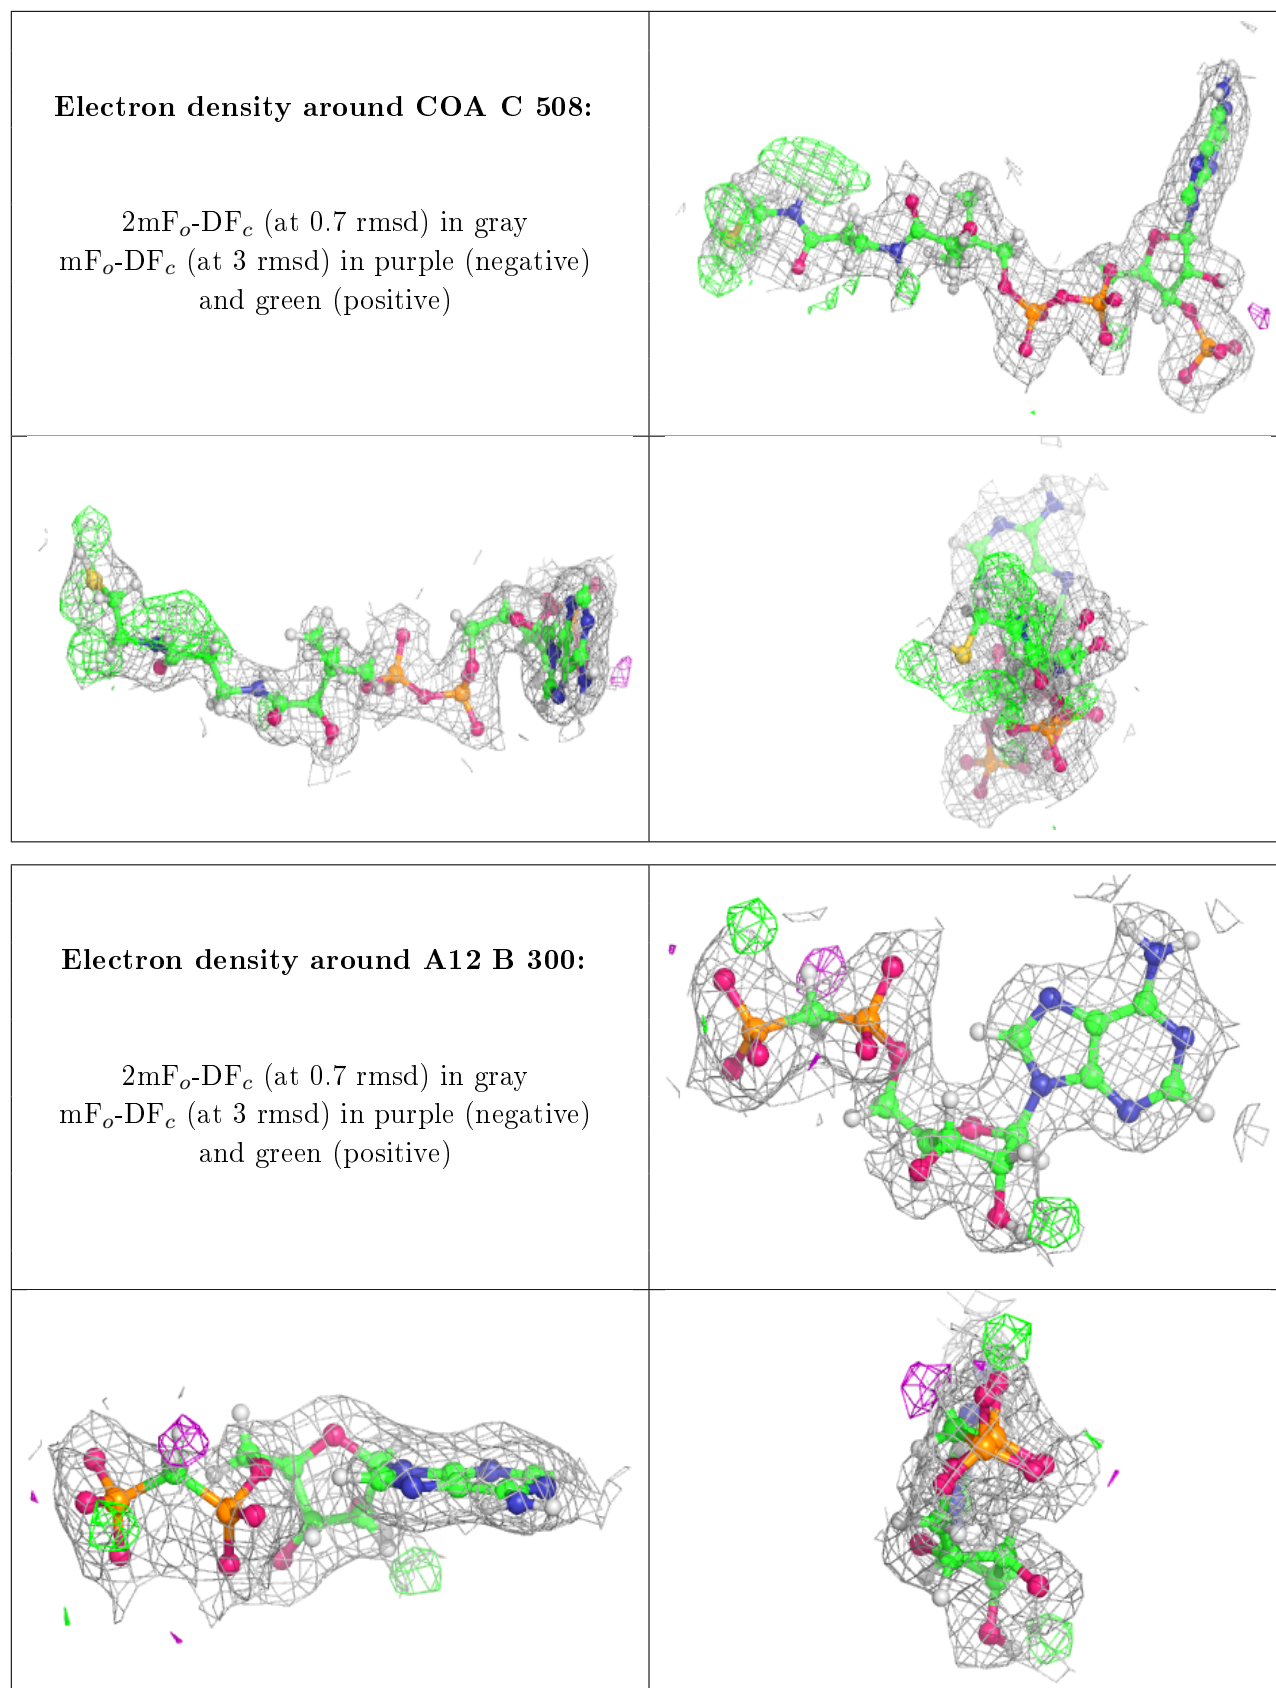 Electron density around COA C 508:
2mFₒ-DF𝒸 (at 0.7 rmsd) in gray
mFₒ-DF𝒸 (at 3 rmsd) in purple (negative)
and green (positive)
Electron density around A12 B 300:
2mFₒ-DF𝒸 (at 0.7 rmsd) in gray
mFₒ-DF𝒸 (at 3 rmsd) in purple (negative)
and green (positive)